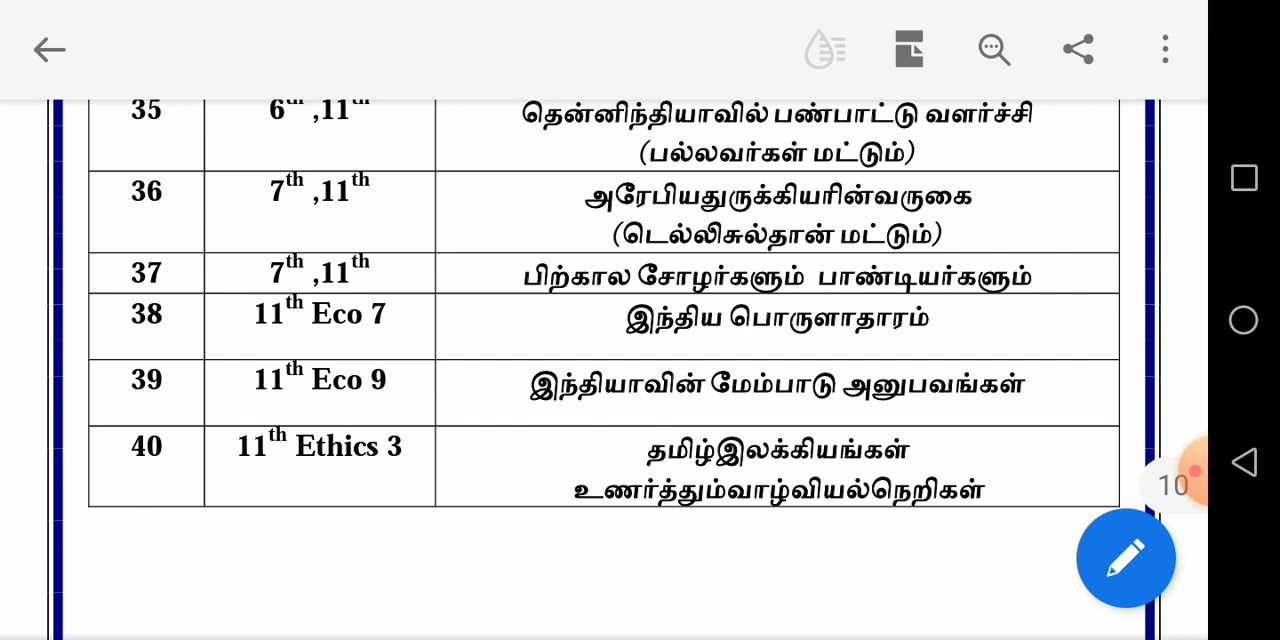 35 6th ,11th தென்னிந்தியாவில் பண்பாட்டு வளர்ச்சி
(பல்லவர்கள் மட்டும்)
36 7th ,11th அரேபியதுருக்கியரின்வருகை
(டெல்லிசுல்தான் மட்டும்)
37 7th ,11th பிற்கால சோழர்களும் பாண்டியர்களும்
38 11th Eco 7 இந்திய பொருளாதாரம்
39 11th Eco 9 இந்தியாவின் மேம்பாடு அனுபவங்கள்
40 11th Ethics 3 தமிழ்இலக்கியங்கள்
உணர்த்தும்வாழ்வியல்நெறிகள்
10